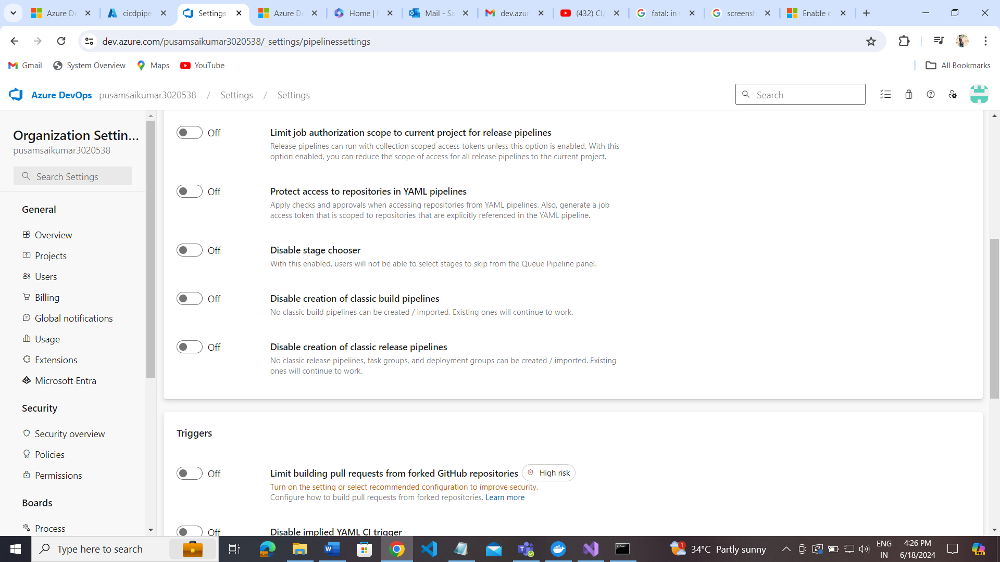 Azure De
cicdpipe
Settings
Azure De
Home | M
Mail - Sa
dev.azur
(432) CI/
fatal: in u
screensh
Enable c
dev.azure.com/pusamsaikumar3020538/_settings/pipelinessettings
Gmail
System Overview
Maps
YouTube
All Bookmarks
Azure DevOps pusamsaikumar3020538 / Settings / Settings
Search
Organization Settin...
pusamsaikumar3020538
Search Settings
General
Overview
Projects
Users
Billing
Global notifications
Usage
Extensions
Microsoft Entra
Security
Security overview
Policies
Permissions
Boards
Process
Off
Limit job authorization scope to current project for release pipelines
Release pipelines can run with collection scoped access tokens unless this option is enabled. With this
option enabled, you can reduce the scope of access for all release pipelines to the current project.
Off
Protect access to repositories in YAML pipelines
Apply checks and approvals when accessing repositories from YAML pipelines. Also, generate a job
access token that is scoped to repositories that are explicitly referenced in the YAML pipeline.
Off
Disable stage chooser
With this enabled, users will not be able to select stages to skip from the Queue Pipeline panel.
Off
Disable creation of classic build pipelines
No classic build pipelines can be created / imported. Existing ones will continue to work.
Off
Disable creation of classic release pipelines
No classic release pipelines, task groups, and deployment groups can be created / imported. Existing
ones will continue to work.
Triggers
Off
Limit building pull requests from forked GitHub repositories
High risk
Turn on the setting or select recommended configuration to improve security.
Configure how to build pull requests from forked repositories. Learn more
Off
Disable implied YAML CI trigger
Type here to search
1
34°C Partly sunny
ENG
IN
4:26 PM
6/18/2024
PRE